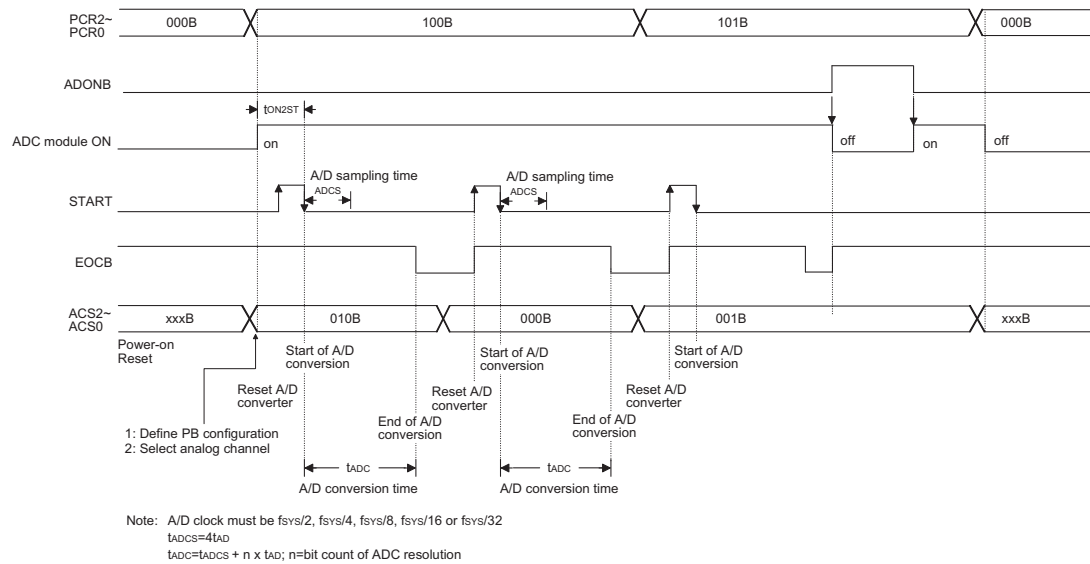 PCR2~
PCR0
000B
100B
101B
000B
ADONB
tON2ST
ADC module ON
on
off
on
off
A/D sampling time
A/D sampling time
ADCS
ADCS
START
EOCB
ACS2~
ACS0
xxxB
010B
000B
001B
xxxB
Power-on
Reset
Start of A/D
conversion
Start of A/D
conversion
Start of A/D
conversion
Reset A/D
converter
Reset A/D
converter
Reset A/D
converter
End of A/D
conversion
End of A/D
conversion
1: Define PB configuration
2: Select analog channel
tADC
tADC
A/D conversion time
A/D conversion time
Note: A/D clock must be fSYS/2, fSYS/4, fSYS/8, fSYS/16 or fSYS/32
tADCS=4tAD
tADC=tADCS + n x tAD; n=bit count of ADC resolution